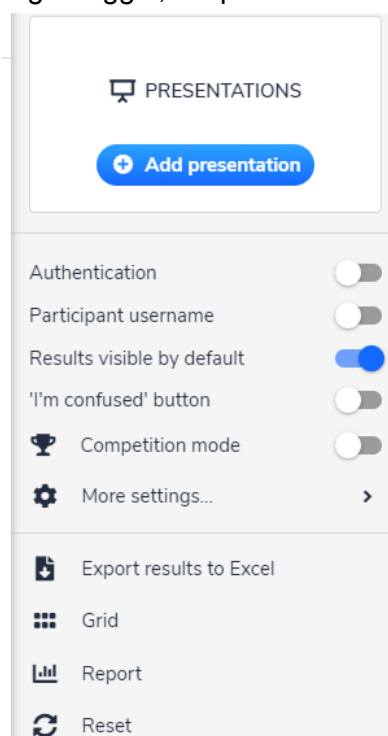 PRESENTATIONS
Add presentation
Authentication
Participant username
Results visible by default
'I'm confused' button
Competition mode
More settings...
Export results to Excel
Grid
Report
Reset